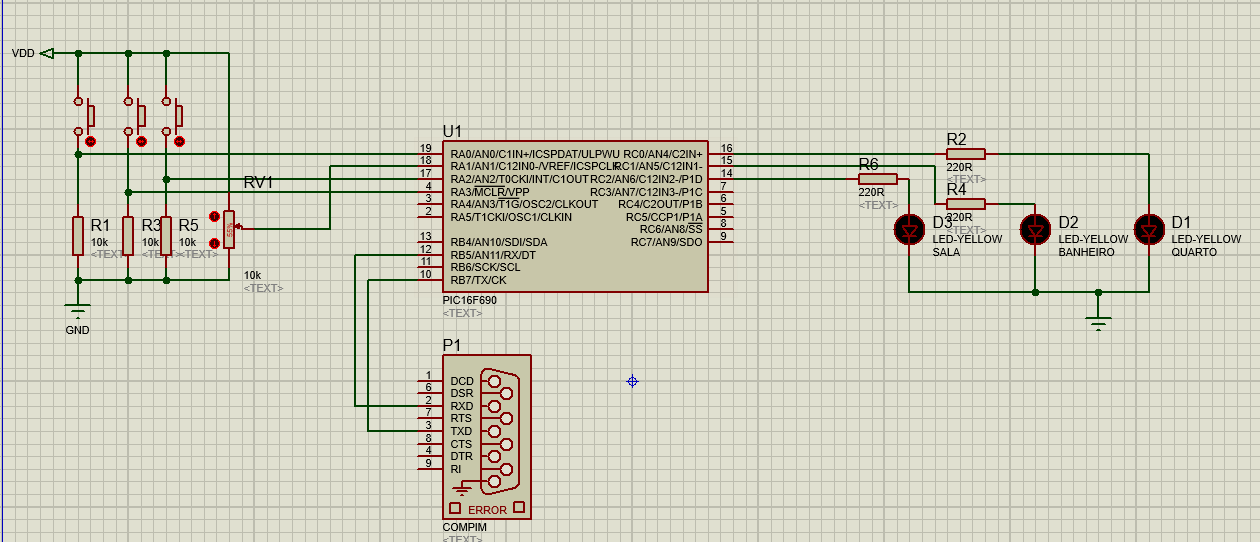 VDD
R1
10k
<TEXT>
R3
10k
<TEXT>
R5
10k
<TEXT>
RV1
55%
10k
<TEXT>
GND
U1
19 RA0/AN0/C1IN+/ICSPDAT/ULPWU RC0/AN4/C2IN+ 16
18 RA1/AN1/C12IN0-/VREF/ICSPCLK RC1/AN5/C12IN1- 15
17 RA2/AN2/T0CKI/INT/C1OUT RC2/AN6/C12IN2-/P1D 14
4 RA3/MCLR/VPP RC3/AN7/C12IN3-/P1C 7
3 RA4/AN3/T1G/OSC2/CLKOUT RC4/C2OUT/P1B 6
2 RA5/T1CKI/OSC1/CLKIN RC5/CCP1/P1A 5
RC6/AN8/SS 8
13 RB4/AN10/SDI/SDA RC7/AN9/SDO 9
12 RB5/AN11/RX/DT
11 RB6/SCK/SCL
10 RB7/TX/CK
PIC16F690
<TEXT>
R2
220R
<TEXT>
R6
220R
<TEXT>
R4
220R
<TEXT>
D3
LED-YELLOW
SALA
D2
LED-YELLOW
BANHEIRO
D1
LED-YELLOW
QUARTO
P1
1 DCD
6 DSR
2 RXD
7 RTS
3 TXD
8 CTS
4 DTR
9 RI
ERROR
COMPIM
<TEXT>